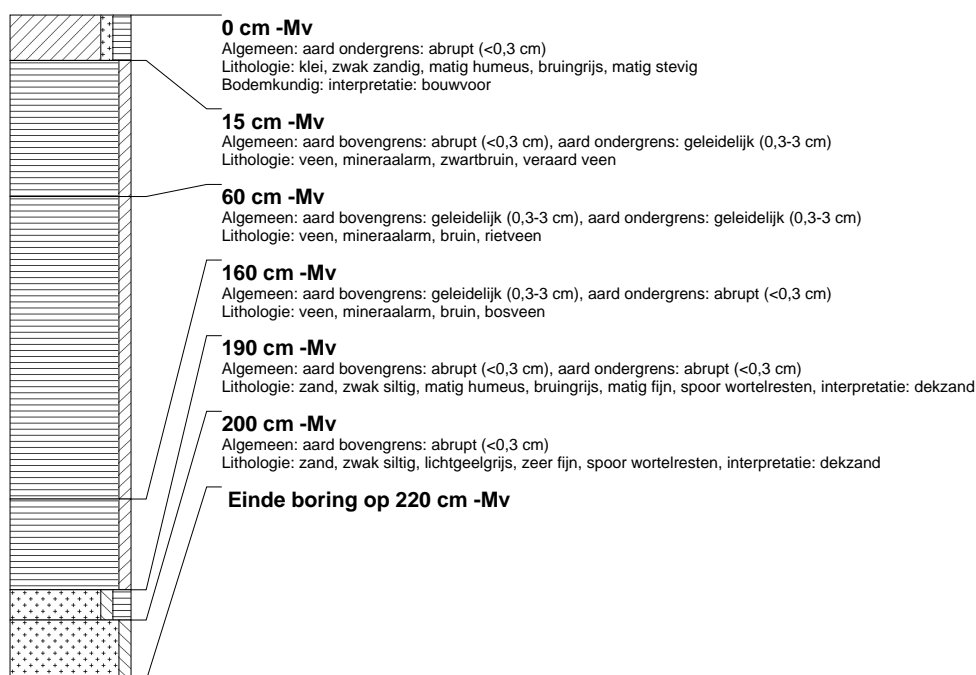 0 cm -Mv
Algemeen: aard ondergrens: abrupt (<0,3 cm)
Lithologie: klei, zwak zandig, matig humeus, bruingrijs, matig stevig
Bodemkundig: interpretatie: bouwvoor
15 cm -Mv
Algemeen: aard bovengrens: abrupt (<0,3 cm), aard ondergrens: geleidelijk (0,3-3 cm)
Lithologie: veen, mineraalarm, zwartbruin, veraard veen
60 cm -Mv
Algemeen: aard bovengrens: geleidelijk (0,3-3 cm), aard ondergrens: geleidelijk (0,3-3 cm)
Lithologie: veen, mineraalarm, bruin, rietveen
160 cm -Mv
Algemeen: aard bovengrens: geleidelijk (0,3-3 cm), aard ondergrens: abrupt (<0,3 cm)
Lithologie: veen, mineraalarm, bruin, bosveen
190 cm -Mv
Algemeen: aard bovengrens: abrupt (<0,3 cm), aard ondergrens: abrupt (<0,3 cm)
Lithologie: zand, zwak siltig, matig humeus, bruingrijs, matig fijn, spoor wortelresten, interpretatie: dekzand
200 cm -Mv
Algemeen: aard bovengrens: abrupt (<0,3 cm)
Lithologie: zand, zwak siltig, lichtgeelgrijs, zeer fijn, spoor wortelresten, interpretatie: dekzand
Einde boring op 220 cm -Mv